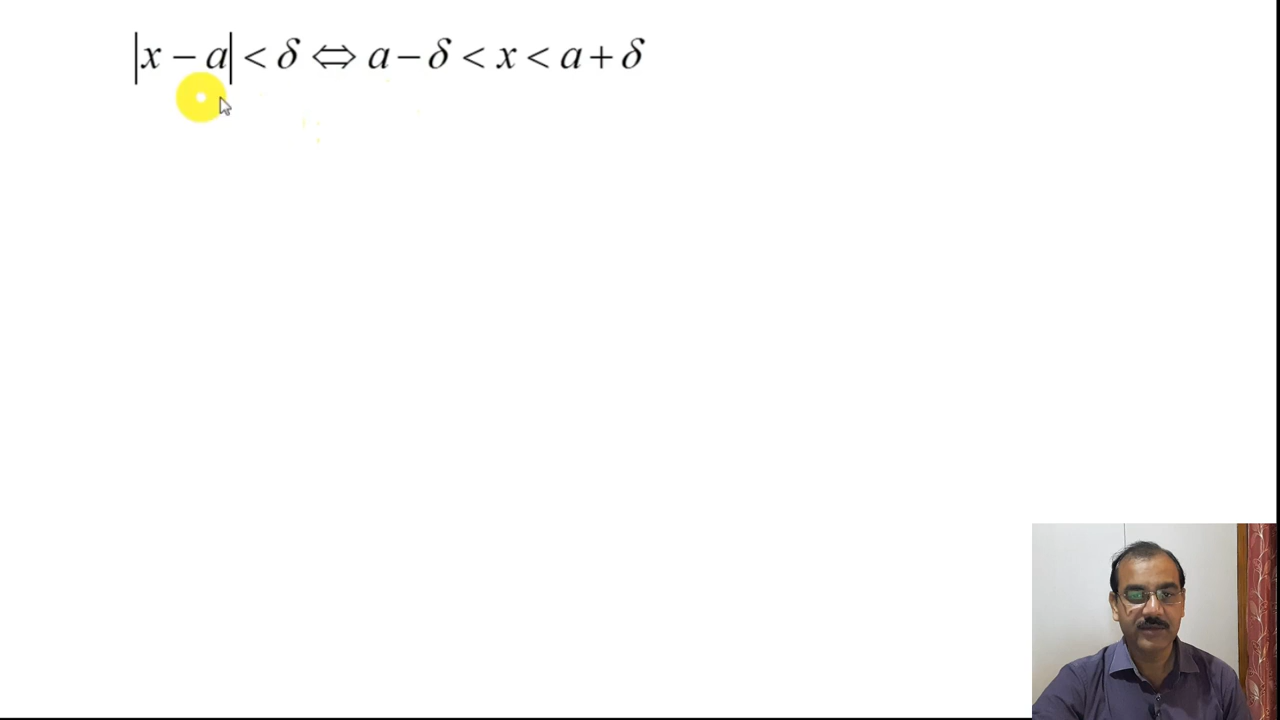 |x − a| < δ ⇔ a − δ < x < a + δ